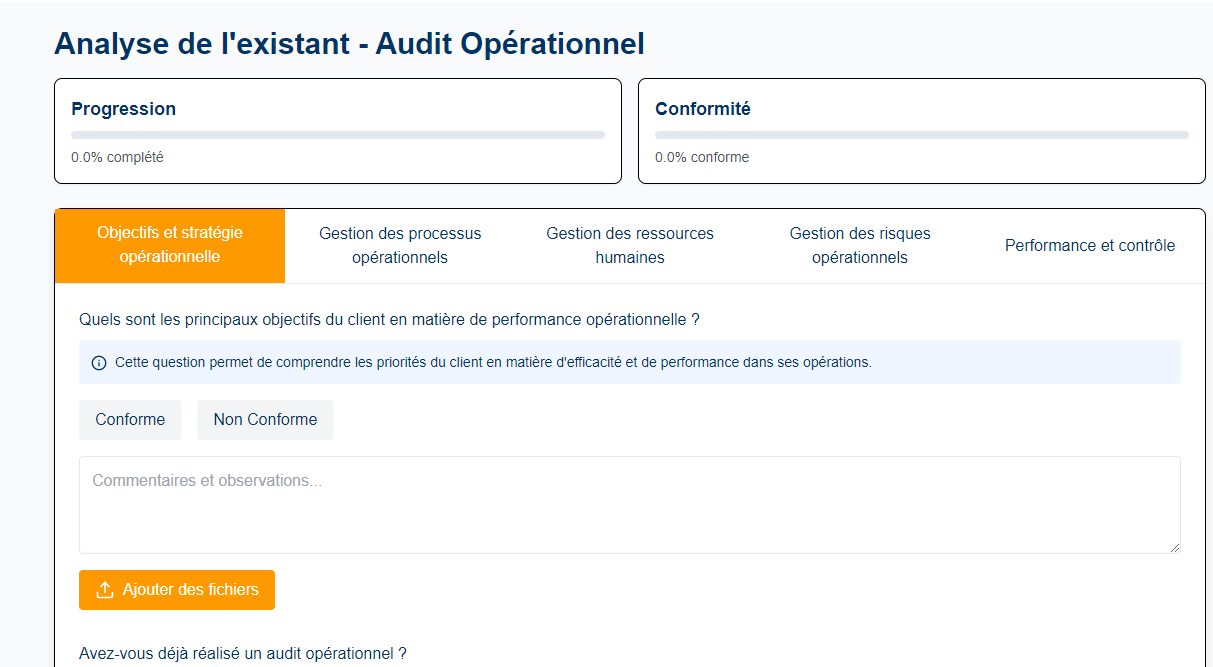 Analyse de l'existant - Audit Opérationnel
Progression
0.0% complété
Conformité
0.0% conforme
Objectifs et stratégie
opérationnelle
Gestion des processus
opérationnels
Gestion des ressources
humaines
Gestion des risques
opérationnels
Performance et contrôle
Quels sont les principaux objectifs du client en matière de performance opérationnelle ?
Cette question permet de comprendre les priorités du client en matière d'efficacité et de performance dans ses opérations.
Conforme
Non Conforme
Commentaires et observations...
Ajouter des fichiers
Avez-vous déjà réalisé un audit opérationnel ?